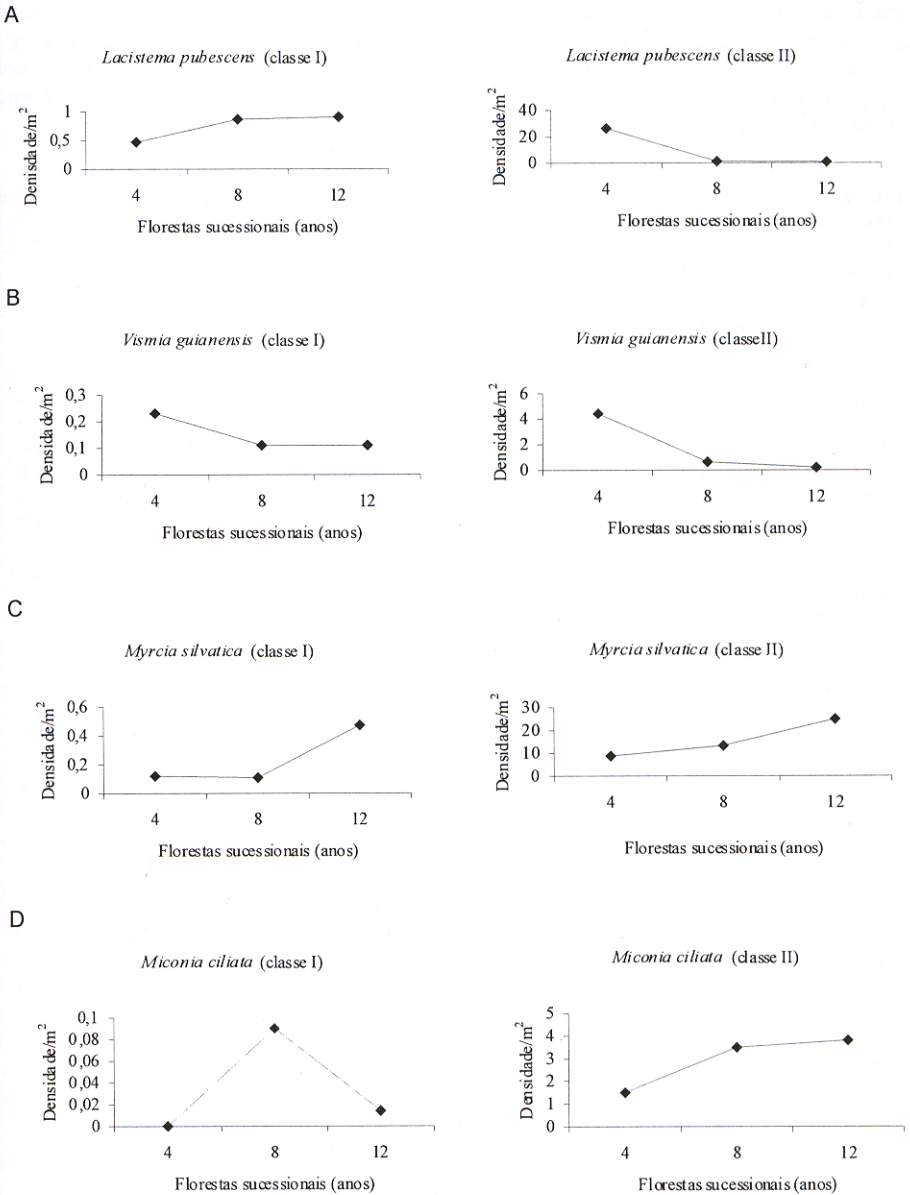 A
Lacistema pubescens (classe I)
Denisdade/m²
1
0,5
0
4 8 12
Florestas sucessionais (anos)
Lacistema pubescens (classe II)
Densidade/m²
40
20
0
4 8 12
Florestas sucessionais (anos)
B
Vismia guianensis (classe I)
Densidade/m²
0,3
0,2
0,1
0
4 8 12
Florestas sucessionais (anos)
Vismia guianensis (classeII)
Densidade/m²
6
4
2
0
4 8 12
Florestas sucessionais (anos)
C
Myrcia silvatica (classe I)
Densidade/m²
0,6
0,4
0,2
0
4 8 12
Florestas sucessionais (anos)
Myrcia silvatica (classe II)
Densidade/m²
30
20
10
0
4 8 12
Florestas sucessionais (anos)
D
Miconia ciliata (classe I)
Densidade/m²
0,1
0,08
0,06
0,04
0,02
0
4 8 12
Florestas sucessionais (anos)
Miconia ciliata (classe II)
Densidade/m²
5
4
3
2
1
0
4 8 12
Florestas sucessionais (anos)